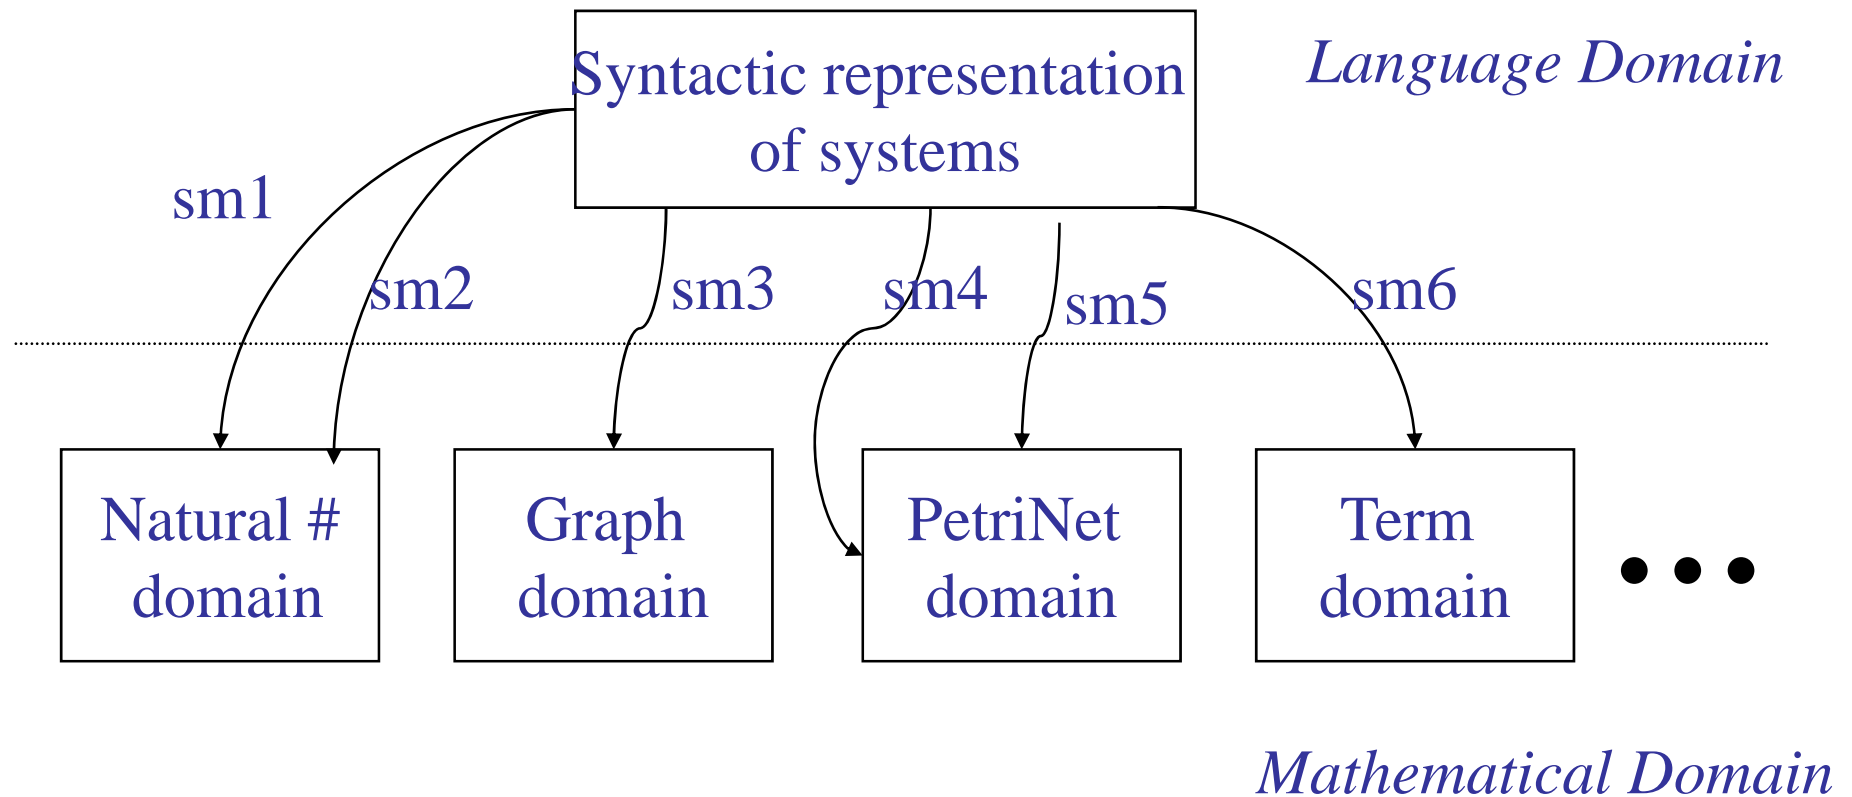 Syntactic representation
of systems
Language Domain
sm1
sm2
sm3
sm4
sm5
sm6
Natural #
domain
Graph
domain
PetriNet
domain
Term
domain
Mathematical Domain